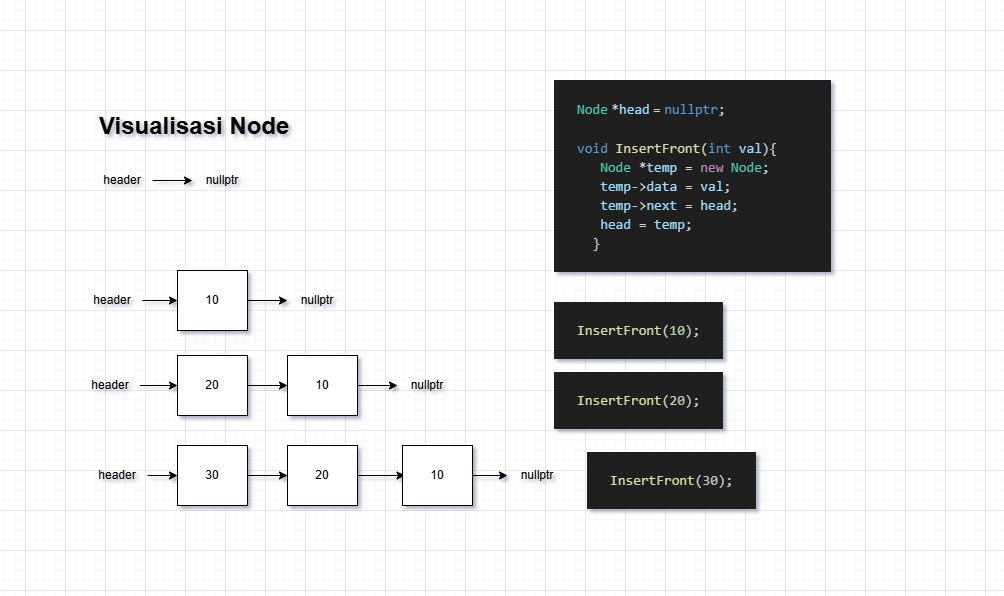 Visualisasi Node
header nullptr
header 10 nullptr
header 20 10 nullptr
header 30 20 10 nullptr
Node *head = nullptr;
void InsertFront(int val){
Node *temp = new Node;
temp->data = val;
temp->next = head;
head = temp;
}
InsertFront(10);
InsertFront(20);
InsertFront(30);